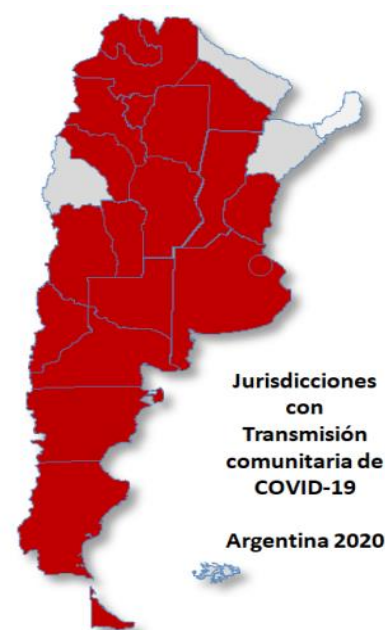 Jurisdicciones
con
Transmisión
comunitaria de
COVID-19
Argentina 2020